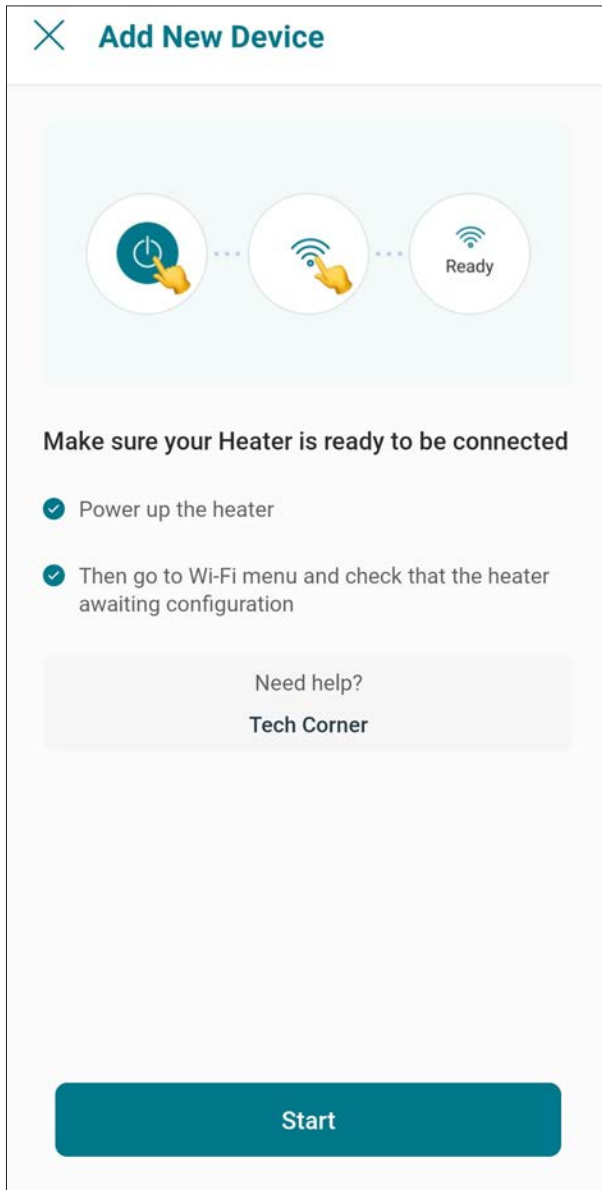 Add New Device
Ready
Make sure your Heater is ready to be connected
Power up the heater
Then go to Wi-Fi menu and check that the heater
awaiting configuration
Need help?
Tech Corner
Start